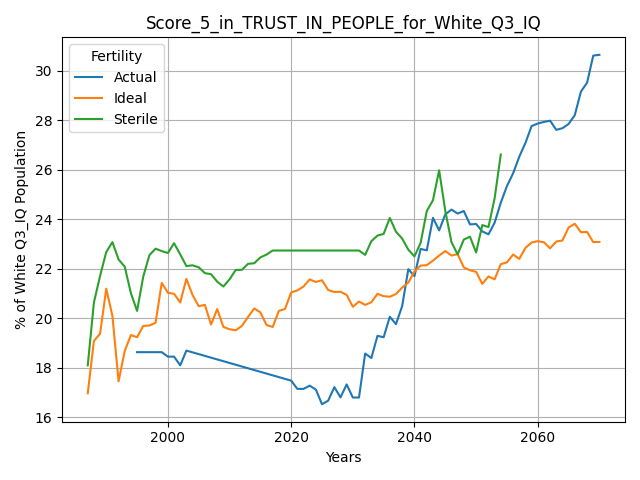 Score_5_in_TRUST_IN_PEOPLE_for_White_Q3_IQ
Fertility
Actual
Ideal
Sterile
% of White Q3_IQ Population
30
28
26
24
22
20
18
16
2000
2020
2040
2060
Years